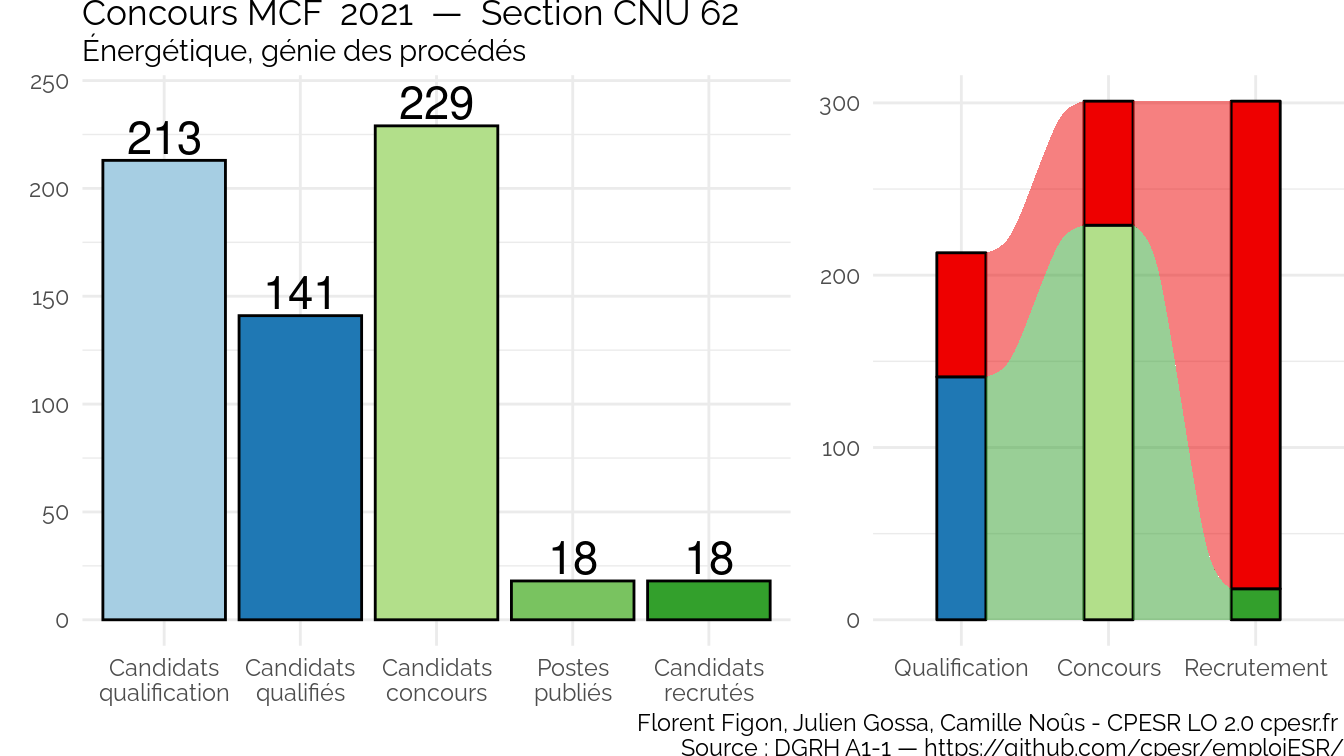 Concours MCF 2021 — Section CNU 62
Énergétique, génie des procédés
250
200
150
100
50
0
213
141
229
18
18
Candidats
qualification
Candidats
qualifiés
Candidats
concours
Postes
publiés
Candidats
recrutés
300
200
100
0
Qualification
Concours
Recrutement
Florent Figon, Julien Gossa, Camille Noûs - CPESR LO 2.0 cpesr.fr
Source : DGRH A1-1 — https://github.com/cpesr/emploiESR/